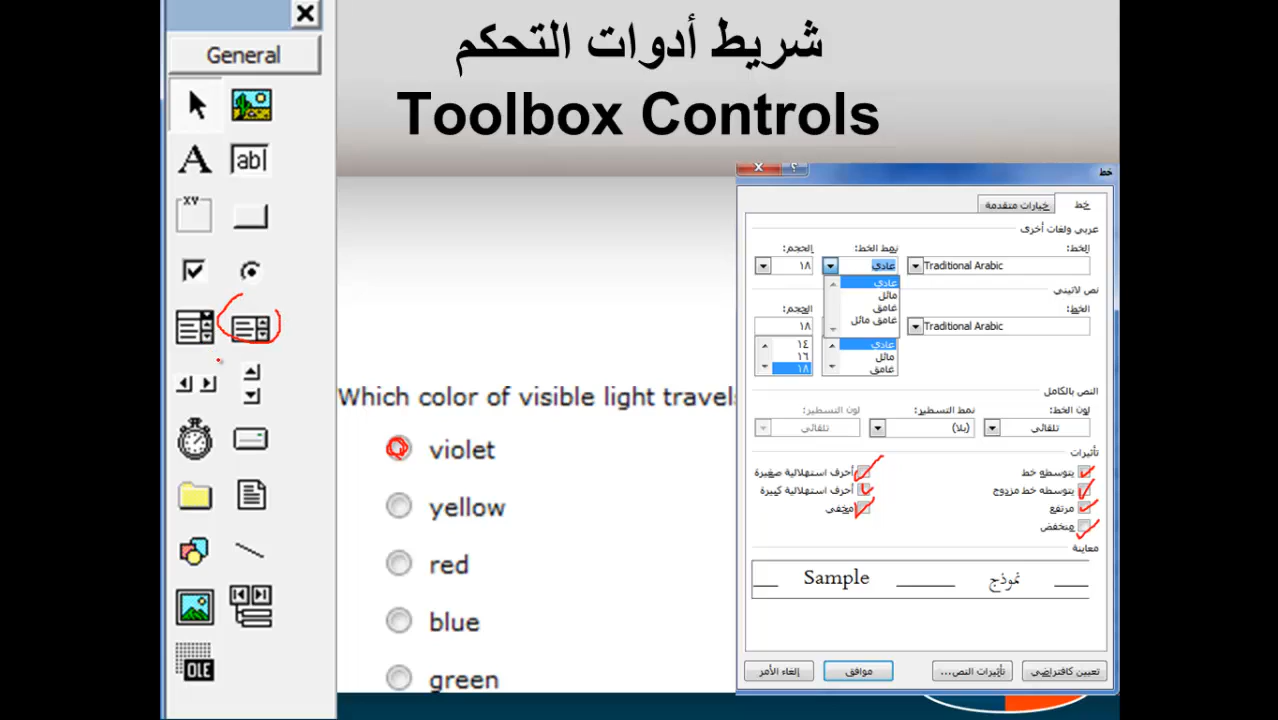 شريط أدوات التحكم
Toolbox Controls
General
A
ab
XY
OLE
Which color of visible light travels
violet
yellow
red
blue
green
خط
؟
خط
خيارات متقدمة
عربي ولغات أخرى
الخط:
نمط الخط:
الحجم:
Traditional Arabic
عادي
١٨
عادي
مائل
غامق
غامق مائل
نص لاتيني
الخط:
الحجم:
Traditional Arabic
١٨
عادي
مائل
غامق
١٤
١٦
١٨
النص بالكامل
لون الخط:
نمط التسطير:
لون التسطير:
تلقائي
(بلا)
تلقائي
تأثيرات
يتوسطه خط
أحرف استهلالية صغيرة
يتوسطه خط مزدوج
أحرف استهلالية كبيرة
مرتفع
مخفي
منخفض
معاينة
نموذج
Sample
تعيين كافتراضي
تأثيرات النص...
موافق
إلغاء الأمر